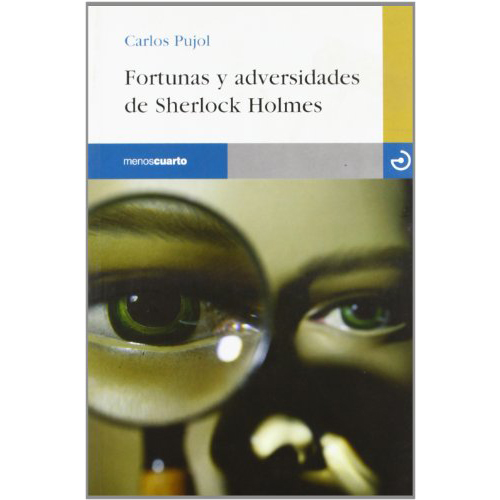 Carlos Pujol
Fortunas y adversidades
de Sherlock Holmes
menoscuarto